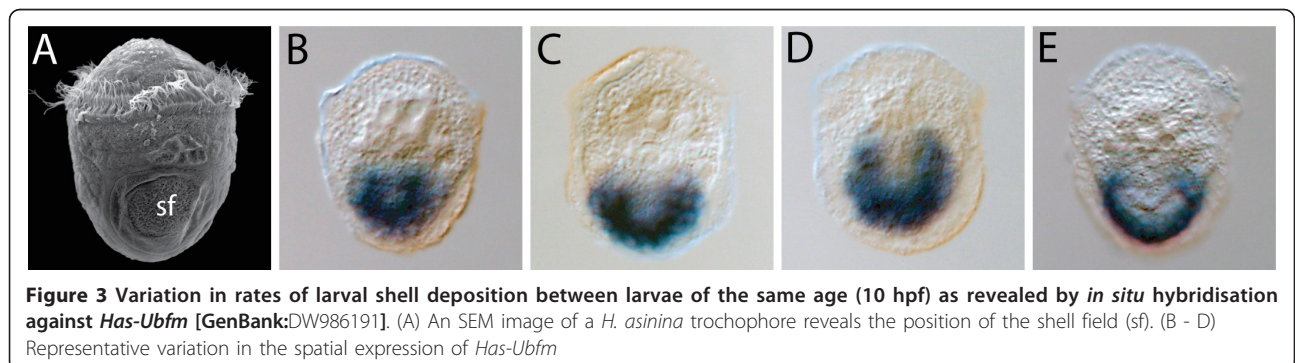 A
B
C
D
E
sf
Figure 3 Variation in rates of larval shell deposition between larvae of the same age (10 hpf) as revealed by in situ hybridisation
against Has-Ubfm [GenBank:DW986191]. (A) An SEM image of a H. asinina trochophore reveals the position of the shell field (sf). (B - D)
Representative variation in the spatial expression of Has-Ubfm